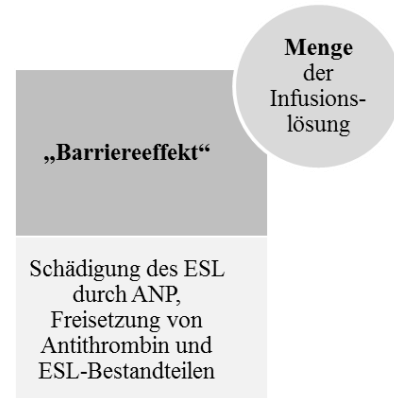 Menge
der
Infusions-
lösung
„Barriereeffekt“
Schädigung des ESL
durch ANP,
Freisetzung von
Antithrombin und
ESL-Bestandteilen